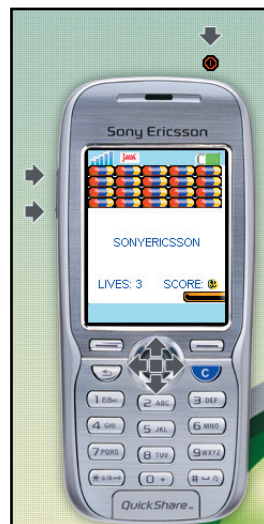 Sony Ericsson
JAVA
SONYERICSSON
LIVES: 3 SCORE:
C
1 2 ABC 3 DEF
4 GHI 5 JKL 6 MNO
7 PQRS 8 TUV 9 WXYZ
* a/A 0 + #
QuickShare™